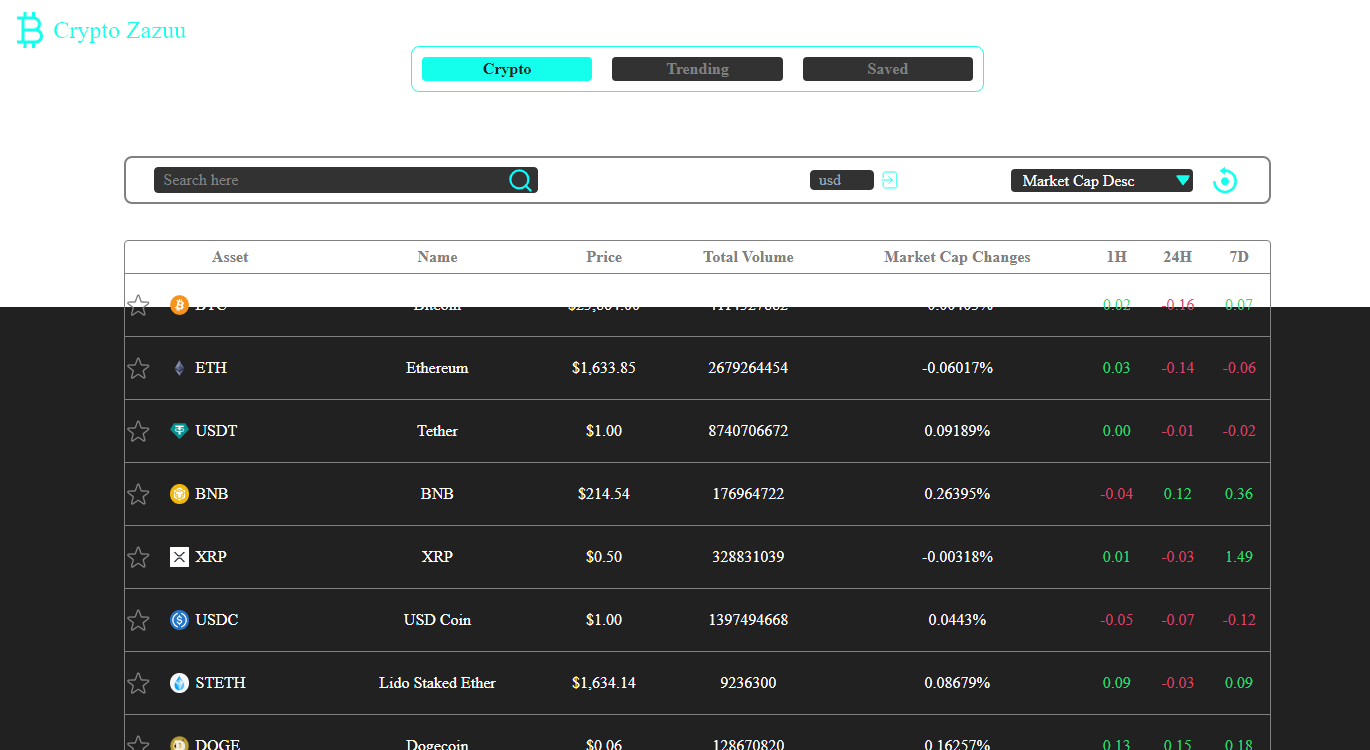 Crypto Zazuu
Crypto Trending Saved
Search here usd Market Cap Desc
Asset Name Price Total Volume Market Cap Changes 1H 24H 7D
0.02 -0.16 0.07
ETH Ethereum $1,633.85 2679264454 -0.06017% 0.03 -0.14 -0.06
USDT Tether $1.00 8740706672 0.09189% 0.00 -0.01 -0.02
BNB BNB $214.54 176964722 0.26395% -0.04 0.12 0.36
XRP XRP $0.50 328831039 -0.00318% 0.01 -0.03 1.49
USDC USD Coin $1.00 1397494668 0.0443% -0.05 -0.07 -0.12
STETH Lido Staked Ether $1,634.14 9236300 0.08679% 0.09 -0.03 0.09
DOGE Dogecoin $0.06 128670820 0.16257% 0.13 0.15 0.18